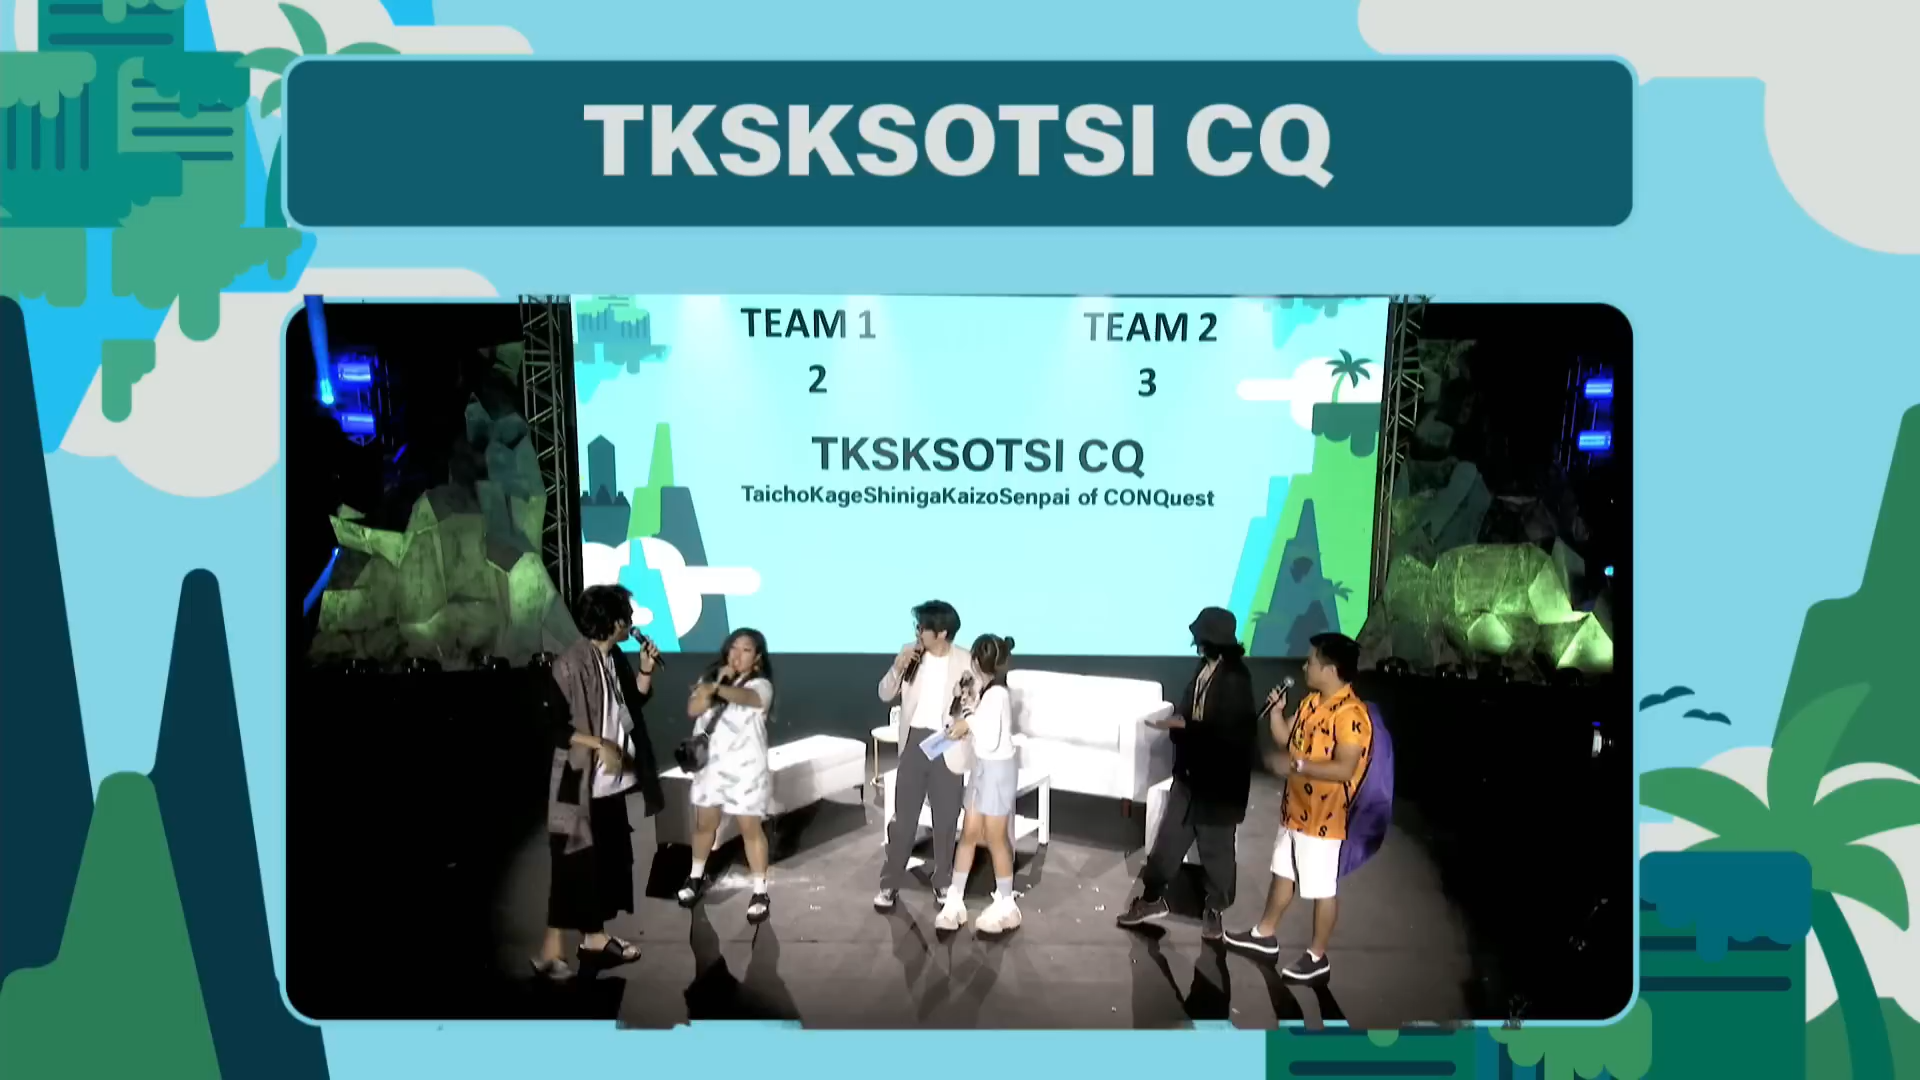 TKSKSOTSI CQ
TEAM 1
TEAM 2
2
3
TKSKSOTSI CQ
TaichoKageShinigaKaizoSenpai of CONQuest